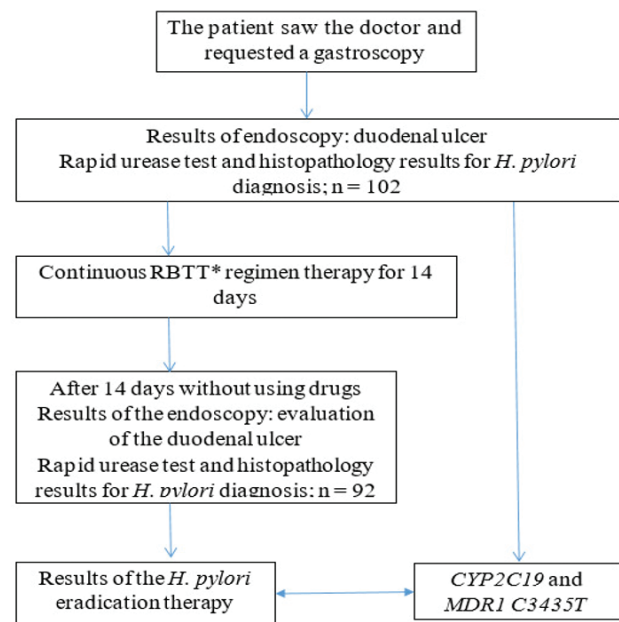 The patient saw the doctor and
requested a gastroscopy
Results of endoscopy: duodenal ulcer
Rapid urease test and histopathology results for H. pylori
diagnosis; n = 102
Continuous RBTT* regimen therapy for 14
days
After 14 days without using drugs
Results of the endoscopy: evaluation
of the duodenal ulcer
Rapid urease test and histopathology
results for H. pylori diagnosis; n = 92
Results of the H. pylori
eradication therapy
CYP2C19 and
MDR1 C3435T